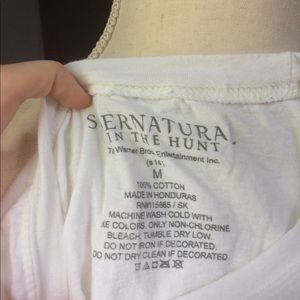 SERNATURA
IN THE HUNT
Warner Bros. Entertainment Inc.
(s14)
M
100% COTTON
MADE IN HONDURAS
RN#115665 / SK
MACHINE WASH COLD WITH
KE COLORS. ONLY NON-CHLORINE
BLEACH. TUMBLE DRY LOW.
DO NOT IRON IF DECORATED.
DO NOT DRY CLEAN IF DECORATED.